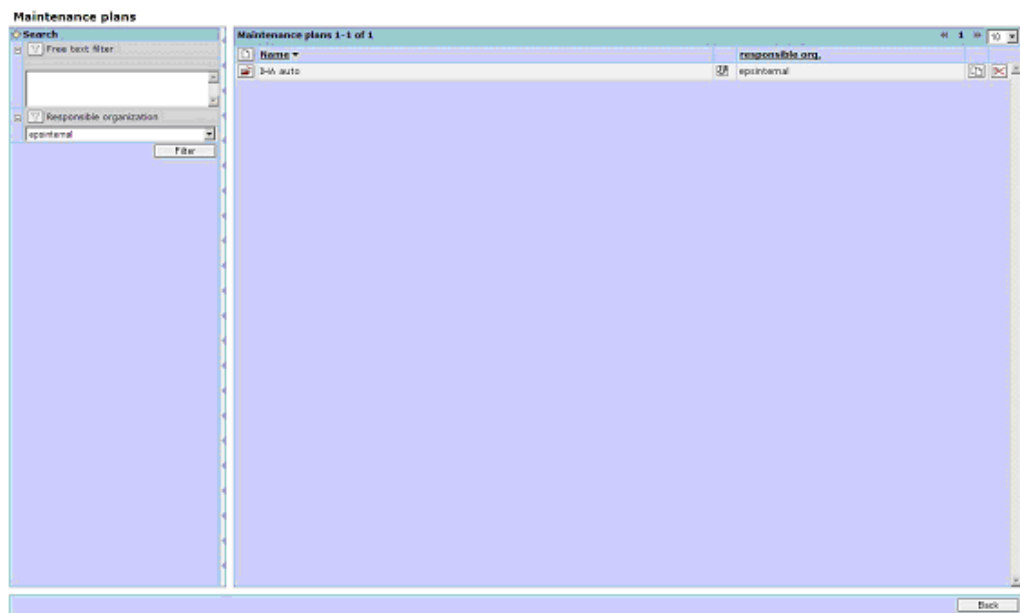 Maintenance plans
Search
Free text filter
Responsible organization
epsinternal
Filter
Maintenance plans 1-1 of 1
1
10
Name
responsible org.
auto
epsinternal
Back